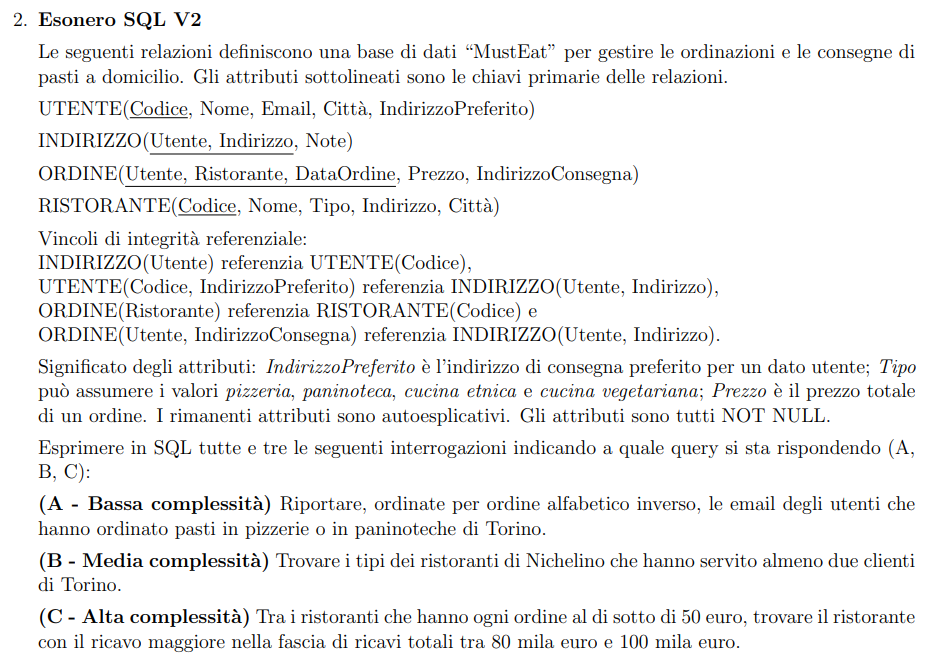 2. Esonero SQL V2
Le seguenti relazioni definiscono una base di dati “MustEat” per gestire le ordinazioni e le consegne di
pasti a domicilio. Gli attributi sottolineati sono le chiavi primarie delle relazioni.
UTENTE(Codice, Nome, Email, Città, IndirizzoPreferito)
INDIRIZZO(Utente, Indirizzo, Note)
ORDINE(Utente, Ristorante, DataOrdine, Prezzo, IndirizzoConsegna)
RISTORANTE(Codice, Nome, Tipo, Indirizzo, Città)
Vincoli di integrità referenziale:
INDIRIZZO(Utente) referenzia UTENTE(Codice),
UTENTE(Codice, IndirizzoPreferito) referenzia INDIRIZZO(Utente, Indirizzo),
ORDINE(Ristorante) referenzia RISTORANTE(Codice) e
ORDINE(Utente, IndirizzoConsegna) referenzia INDIRIZZO(Utente, Indirizzo).
Significato degli attributi: IndirizzoPreferito è l'indirizzo di consegna preferito per un dato utente; Tipo
può assumere i valori pizzeria, paninoteca, cucina etnica e cucina vegetariana; Prezzo è il prezzo totale
di un ordine. I rimanenti attributi sono autoesplicativi. Gli attributi sono tutti NOT NULL.
Esprimere in SQL tutte e tre le seguenti interrogazioni indicando a quale query si sta rispondendo (A,
B, C):
(A - Bassa complessità) Riportare, ordinate per ordine alfabetico inverso, le email degli utenti che
hanno ordinato pasti in pizzerie o in paninoteche di Torino.
(B - Media complessità) Trovare i tipi dei ristoranti di Nichelino che hanno servito almeno due clienti
di Torino.
(C - Alta complessità) Tra i ristoranti che hanno ogni ordine al di sotto di 50 euro, trovare il ristorante
con il ricavo maggiore nella fascia di ricavi totali tra 80 mila euro e 100 mila euro.